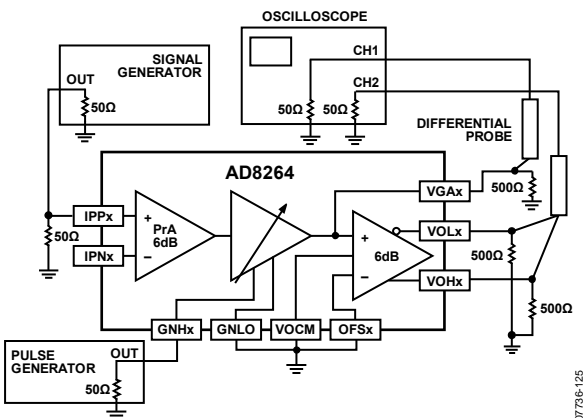 OSCILLOSCOPE
CH1
CH2
50Ω
50Ω
SIGNAL
GENERATOR
OUT
50Ω
DIFFERENTIAL
PROBE
AD8264
IPPx
IPNx
50Ω
+
PrA
6dB
−
+
6dB
−
VGAx
500Ω
VOLx
500Ω
VOHx
500Ω
GNHx
GNLO
VOCM
OFSx
PULSE
GENERATOR
OUT
50Ω
07736-125